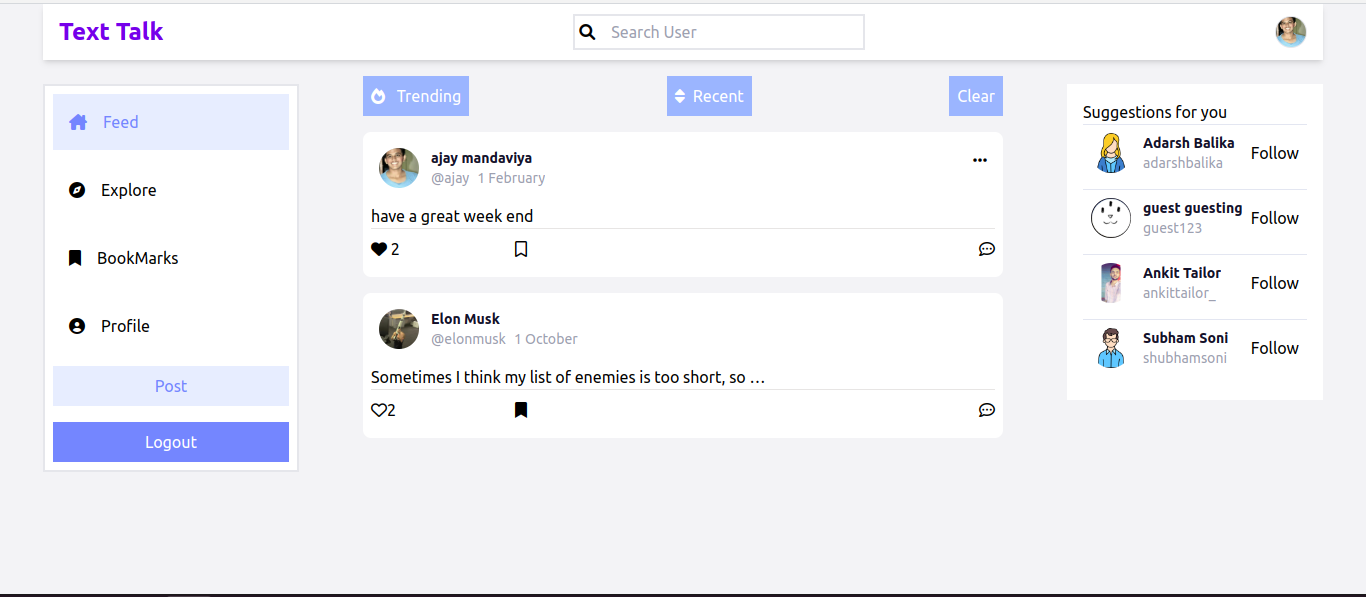 Text Talk
Search User
Feed
Explore
BookMarks
Profile
Post
Logout
Trending
Recent
Clear
ajay mandaviya
@ajay 1 February
have a great week end
2
Elon Musk
@elonmusk 1 October
Sometimes I think my list of enemies is too short, so …
2
Suggestions for you
Adarsh Balika
adarshbalika
Follow
guest guesting
guest123
Follow
Ankit Tailor
ankittailor_
Follow
Subham Soni
shubhamsoni
Follow